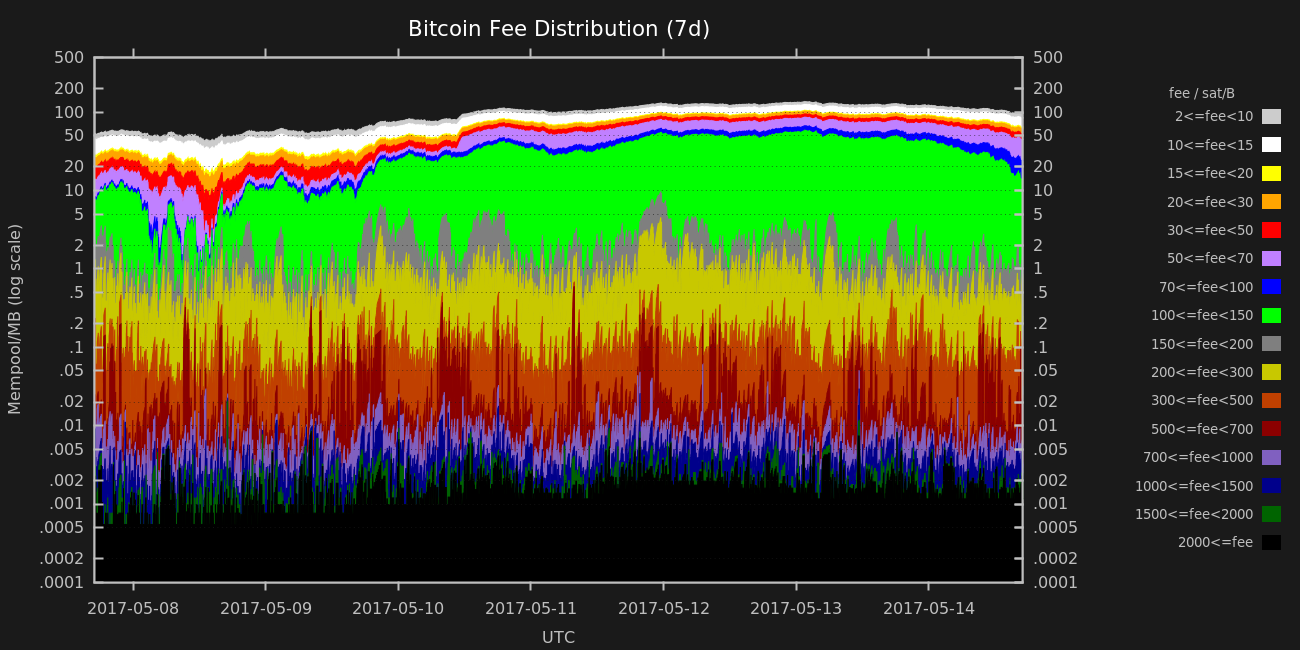 Bitcoin Fee Distribution (7d)
500
200
100
50
20
10
5
2
1
.5
.2
.1
.05
.02
.01
.005
.002
.001
.0005
.0002
.0001
Mempool/MB (log scale)
500
200
100
50
20
10
5
2
1
.5
.2
.1
.05
.02
.01
.005
.002
.001
.0005
.0002
.0001
2017-05-08 2017-05-09 2017-05-10 2017-05-11 2017-05-12 2017-05-13 2017-05-14
UTC
fee / sat/B
2<=fee<10
10<=fee<15
15<=fee<20
20<=fee<30
30<=fee<50
50<=fee<70
70<=fee<100
100<=fee<150
150<=fee<200
200<=fee<300
300<=fee<500
500<=fee<700
700<=fee<1000
1000<=fee<1500
1500<=fee<2000
2000<=fee